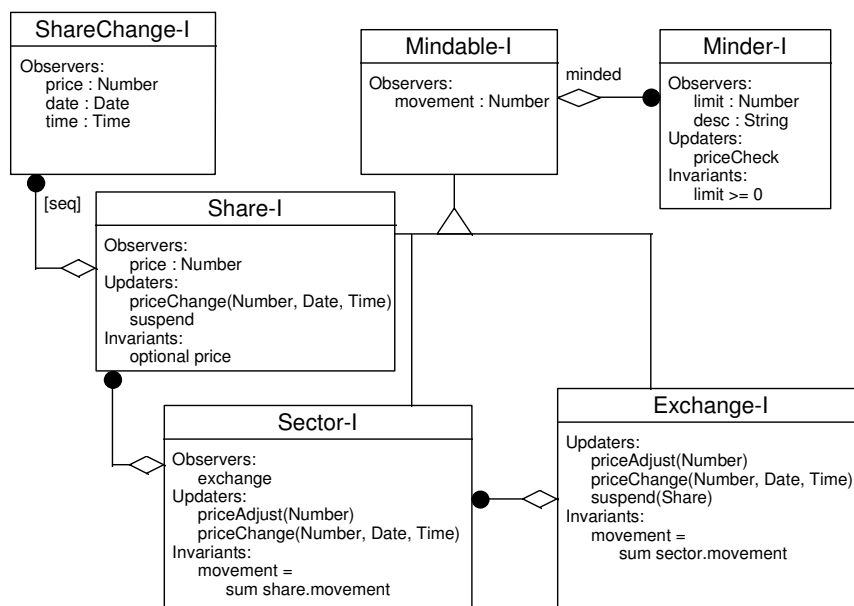 ShareChange-I
Observers:
price : Number
date : Date
time : Time
[seq]
Mindable-I
Observers:
movement : Number
minded
Minder-I
Observers:
limit : Number
desc : String
Updaters:
priceCheck
Invariants:
limit >= 0
Share-I
Observers:
price : Number
Updaters:
priceChange(Number, Date, Time)
suspend
Invariants:
optional price
Sector-I
Observers:
exchange
Updaters:
priceAdjust(Number)
priceChange(Number, Date, Time)
Invariants:
movement =
sum share.movement
Exchange-I
Updaters:
priceAdjust(Number)
priceChange(Number, Date, Time)
suspend(Share)
Invariants:
movement =
sum sector.movement